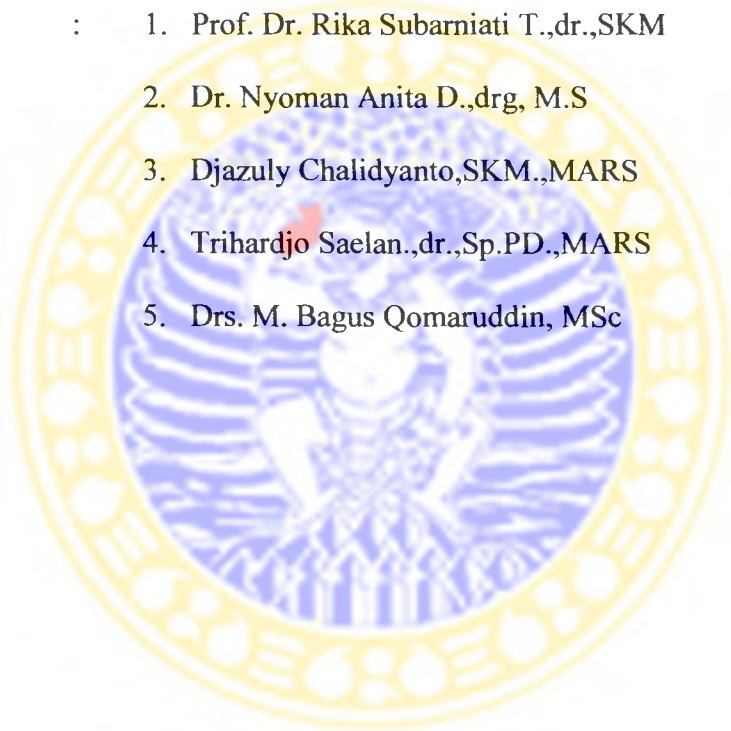 : 1. Prof. Dr. Rika Subarniati T.,dr.,SKM
2. Dr. Nyoman Anita D.,drg, M.S
3. Djazuly Chalidyanto,SKM.,MARS
4. Trihardjo Saelan.,dr.,Sp.PD.,MARS
5. Drs. M. Bagus Qomaruddin, MSc